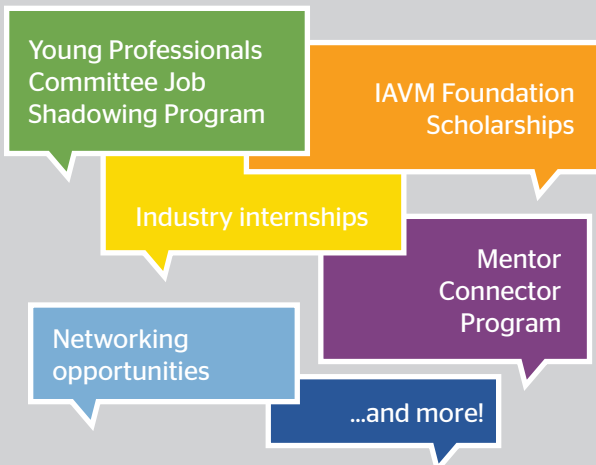 Young Professionals
Committee Job
Shadowing Program
IAVM Foundation
Scholarships
Industry internships
Mentor
Connector
Program
Networking
opportunities
...and more!